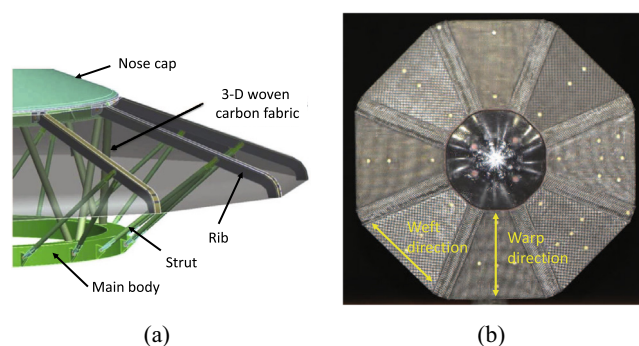 Nose cap
3-D woven
carbon fabric
Rib
Strut
Main body
(a)
Weft
direction
Warp
direction
(b)